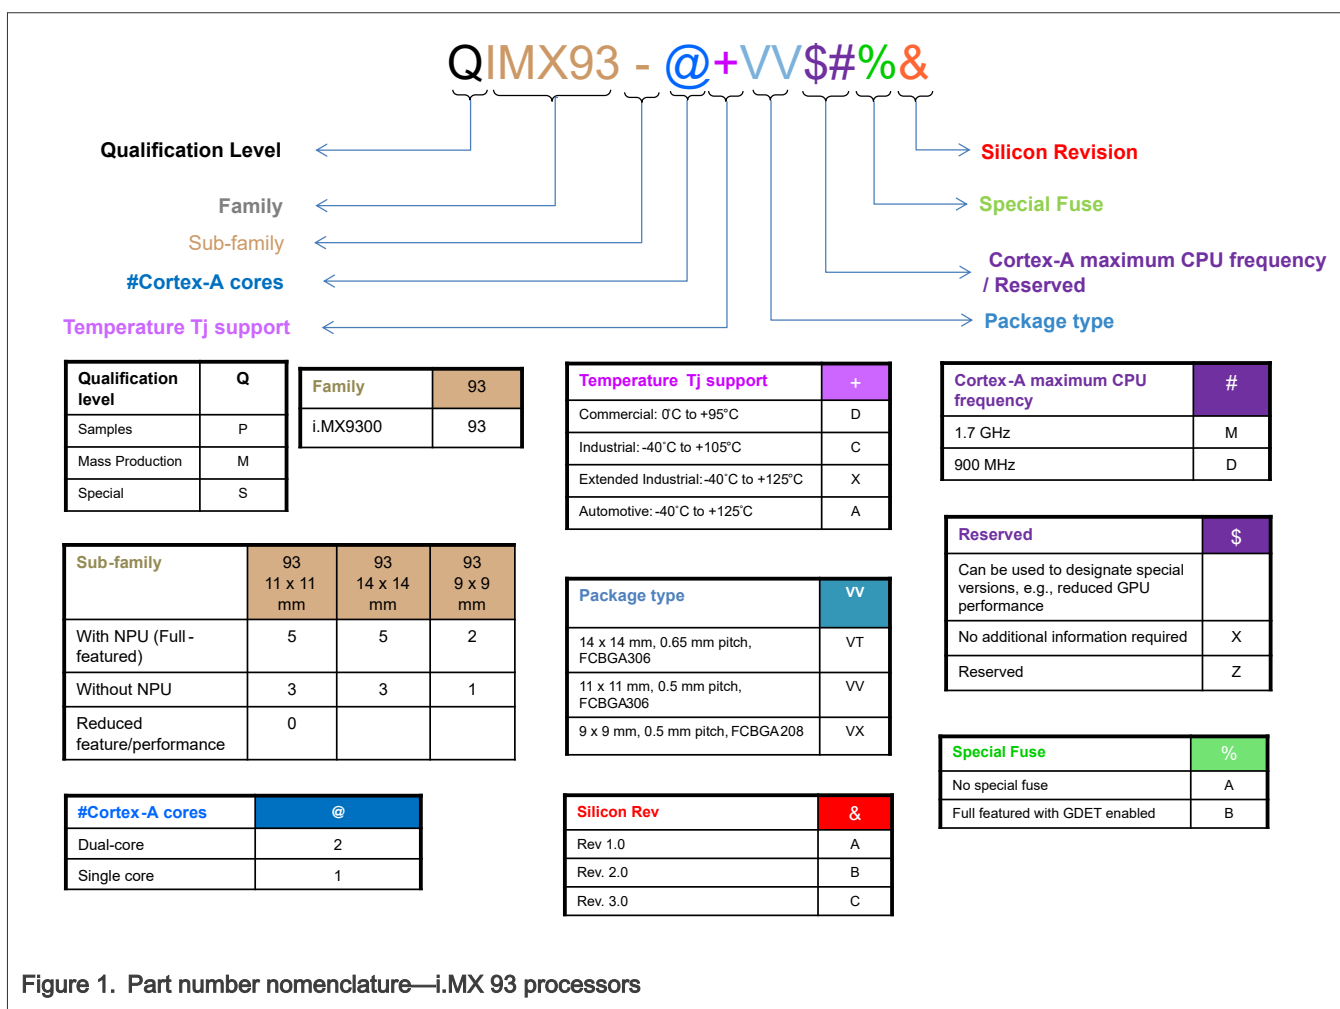 QIMX93 - @+VV$#%&
Qualification Level
Silicon Revision
Family
Special Fuse
Sub-family
Cortex-A maximum CPU frequency
/ Reserved
#Cortex-A cores
Package type
Temperature Tj support
Qualification level Q
Samples P
Mass Production M
Special S
Family 93
i.MX9300 93
Temperature Tj support +
Commercial: 0°C to +95°C D
Industrial: -40°C to +105°C C
Extended Industrial: -40°C to +125°C X
Automotive: -40°C to +125°C A
Cortex-A maximum CPU
frequency #
1.7 GHz M
900 MHz D
Sub-family 93 11 x 11 mm 93 14 x 14 mm 93 9 x 9 mm
With NPU (Full-featured) 5 5 2
Without NPU 3 3 1
Reduced
feature/performance 0
Package type VV
14 x 14 mm, 0.65 mm pitch,
FCBGA306 VT
11 x 11 mm, 0.5 mm pitch,
FCBGA306 VV
9 x 9 mm, 0.5 mm pitch, FCBGA208 VX
Reserved $
Can be used to designate special
versions, e.g., reduced GPU
performance
No additional information required X
Reserved Z
Special Fuse %
No special fuse A
Full featured with GDET enabled B
#Cortex-A cores @
Dual-core 2
Single core 1
Silicon Rev &
Rev 1.0 A
Rev. 2.0 B
Rev. 3.0 C
Figure 1. Part number nomenclature—i.MX 93 processors